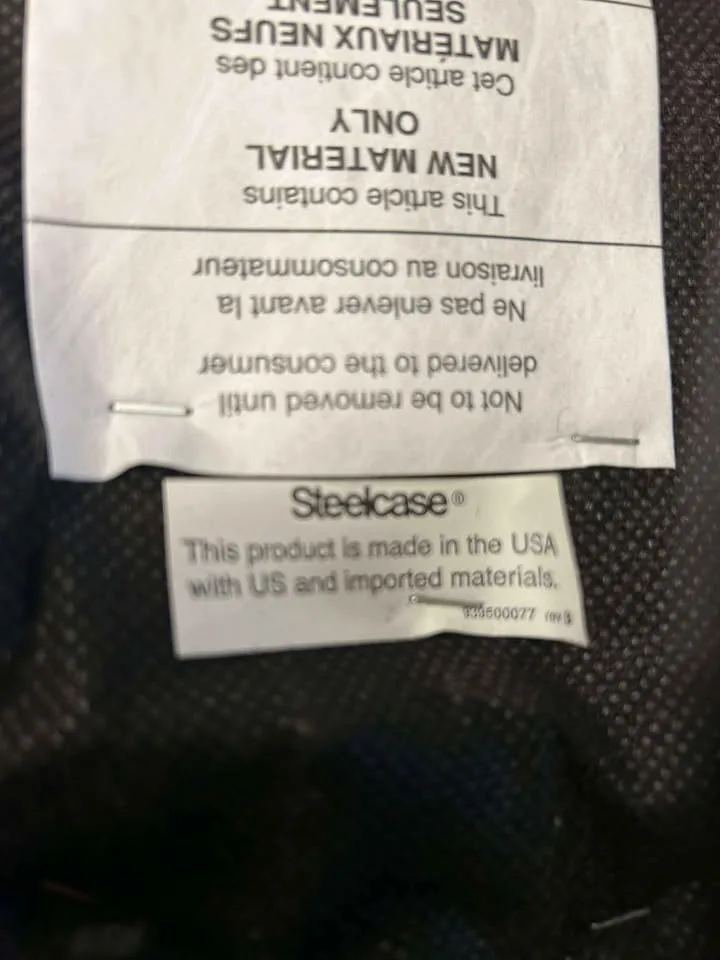 Not to be removed until
delivered to the consumer
Ne pas enlever avant la
livraison au consommateur
This article contains
NEW MATERIAL
ONLY
Cet article contient des
MATÉRIAUX NEUFS
SEULEMENT
Steelcase®
This product is made in the USA
with US and imported materials.